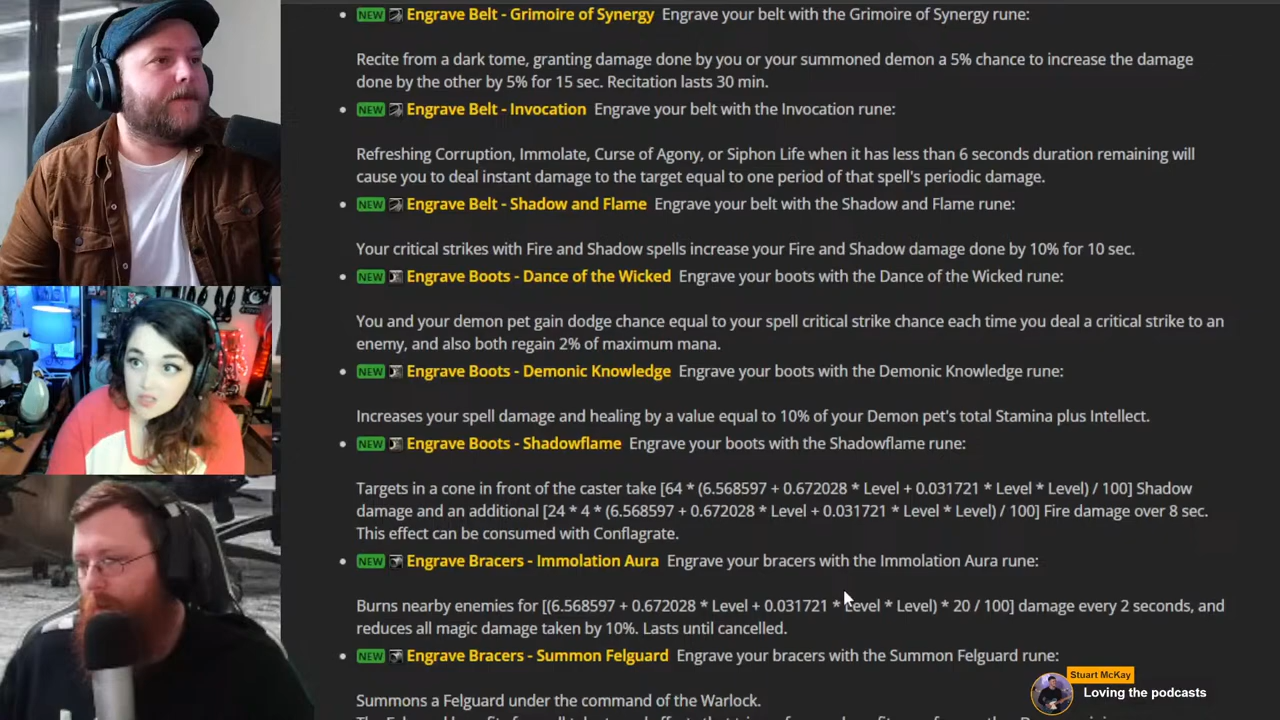 NEW Engrave Belt - Grimoire of Synergy Engrave your belt with the Grimoire of Synergy rune:
Recite from a dark tome, granting damage done by you or your summoned demon a 5% chance to increase the damage
done by the other by 5% for 15 sec. Recitation lasts 30 min.
NEW Engrave Belt - Invocation Engrave your belt with the Invocation rune:
Refreshing Corruption, Immolate, Curse of Agony, or Siphon Life when it has less than 6 seconds duration remaining will
cause you to deal instant damage to the target equal to one period of that spell's periodic damage.
NEW Engrave Belt - Shadow and Flame Engrave your belt with the Shadow and Flame rune:
Your critical strikes with Fire and Shadow spells increase your Fire and Shadow damage done by 10% for 10 sec.
NEW Engrave Boots - Dance of the Wicked Engrave your boots with the Dance of the Wicked rune:
You and your demon pet gain dodge chance equal to your spell critical strike chance each time you deal a critical strike to an
enemy, and also both regain 2% of maximum mana.
NEW Engrave Boots - Demonic Knowledge Engrave your boots with the Demonic Knowledge rune:
Increases your spell damage and healing by a value equal to 10% of your Demon pet's total Stamina plus Intellect.
NEW Engrave Boots - Shadowflame Engrave your boots with the Shadowflame rune:
Targets in a cone in front of the caster take [64 * (6.568597 + 0.672028 * Level + 0.031721 * Level * Level) / 100] Shadow
damage and an additional [24 * 4 * (6.568597 + 0.672028 * Level + 0.031721 * Level * Level) / 100] Fire damage over 8 sec.
This effect can be consumed with Conflagrate.
NEW Engrave Bracers - Immolation Aura Engrave your bracers with the Immolation Aura rune:
Burns nearby enemies for [(6.568597 + 0.672028 * Level + 0.031721 * Level * Level) * 20 / 100] damage every 2 seconds, and
reduces all magic damage taken by 10%. Lasts until cancelled.
NEW Engrave Bracers - Summon Felguard Engrave your bracers with the Summon Felguard rune:
Summons a Felguard under the command of the Warlock.
Stuart McKay
Loving the podcasts